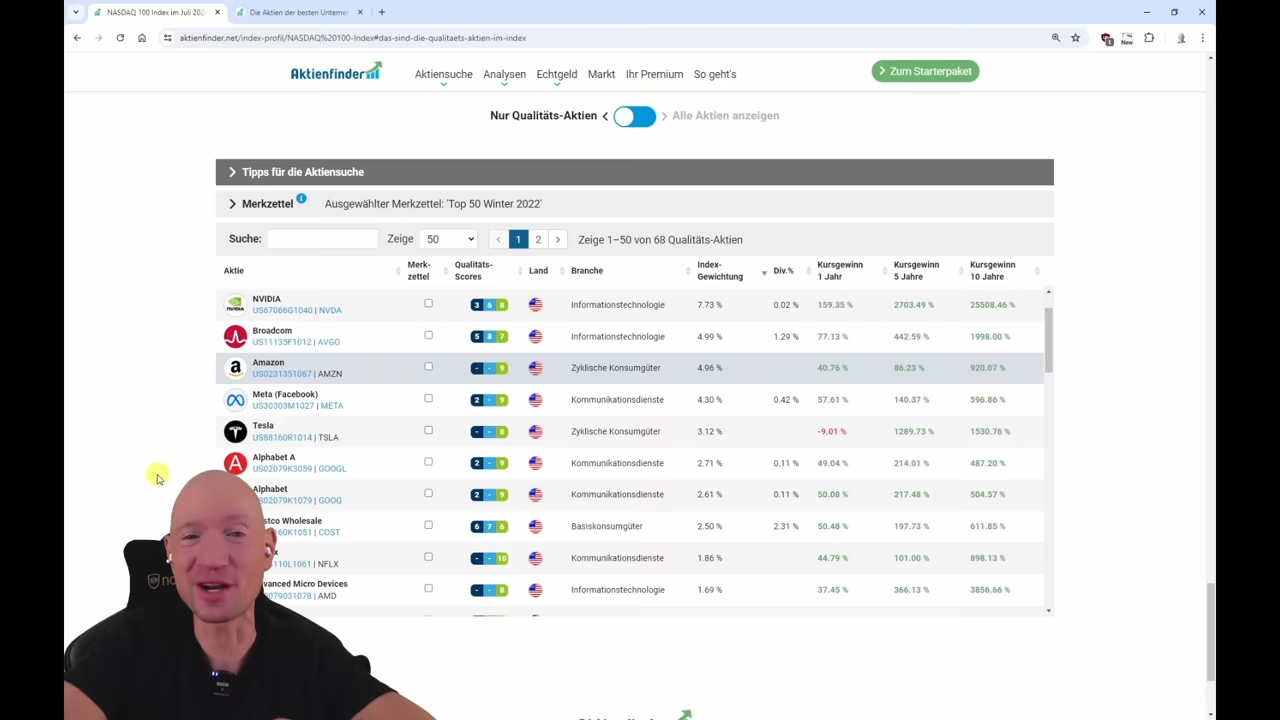 NASDAQ 100 Index im Juli 202
Die Aktien der besten Unterne
aktienfinder.net/index-profil/NASDAQ%20100-Index#das-sind-die-qualitaets-aktien-im-index
1
New
Aktienfinder
Aktiensuche Analysen Echtgeld Markt Ihr Premium So geht's
Zum Starterpaket
Nur Qualitäts-Aktien Alle Aktien anzeigen
Tipps für die Aktiensuche
Merkzettel i Ausgewählter Merkzettel: 'Top 50 Winter 2022'
Suche: Zeige 50 ‹ 1 2 › Zeige 1–50 von 68 Qualitäts-Aktien
Aktie Merk-zettel Qualitäts-Scores Land Branche Index-Gewichtung Div.% Kursgewinn 1 Jahr Kursgewinn 5 Jahre Kursgewinn 10 Jahre
NVIDIA
US67066G1040 | NVDA 3 6 8 Informationstechnologie 7.73 % 0.02 % 159.35 % 2703.49 % 25508.46 %
Broadcom
US11135F1012 | AVGO 5 8 7 Informationstechnologie 4.99 % 1.29 % 77.13 % 442.59 % 1998.00 %
Amazon
US0231351067 | AMZN - - 9 Zyklische Konsumgüter 4.96 % 40.76 % 86.23 % 920.07 %
Meta (Facebook)
US30303M1027 | META 2 - 9 Kommunikationsdienste 4.30 % 0.42 % 57.61 % 140.37 % 596.86 %
Tesla
US88160R1014 | TSLA - - 8 Zyklische Konsumgüter 3.12 % -9.01 % 1289.73 % 1530.76 %
Alphabet A
US02079K3059 | GOOGL 2 - 9 Kommunikationsdienste 2.71 % 0.11 % 49.04 % 214.01 % 487.20 %
Alphabet
US02079K1079 | GOOG 2 - 9 Kommunikationsdienste 2.61 % 0.11 % 50.08 % 217.48 % 504.57 %
stco Wholesale
160K1051 | COST 6 7 6 Basiskonsumgüter 2.50 % 2.31 % 50.48 % 197.73 % 611.85 %
x
110L1061 | NFLX - - 10 Kommunikationsdienste 1.86 % 44.79 % 101.00 % 898.13 %
vanced Micro Devices
079031078 | AMD - - 8 Informationstechnologie 1.69 % 37.45 % 366.13 % 3856.66 %